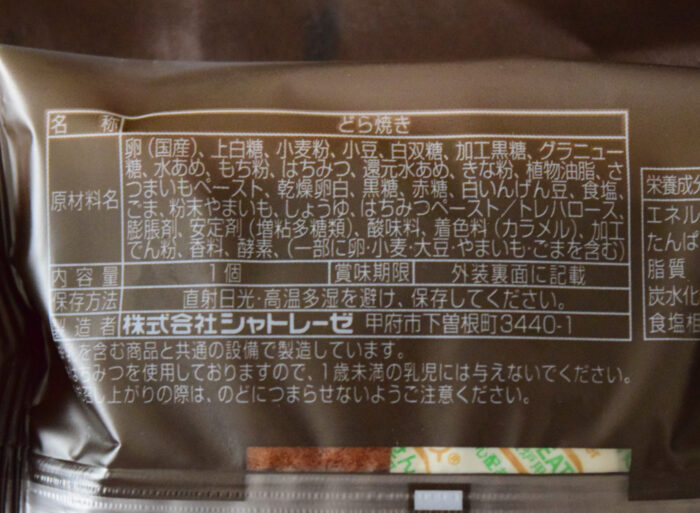 名 称 どら焼き
原材料名
卵(国産)、上白糖、小麦粉、小豆、白双糖、加工黒糖、グラニュー
糖、水あめ、もち粉、はちみつ、還元水あめ、きな粉、植物油脂、さ
つまいもペースト、乾燥卵白、黒糖、赤糖、白いんげん豆、食塩、
ごま、粉末やまいも、しょうゆ、はちみつペースト/トレハロース、
膨脹剤、安定剤(増粘多糖類)、酸味料、着色料(カラメル)、加工
でん粉、香料、酵素、(一部に卵・小麦・大豆・やまいも・ごまを含む)
内容量 1個 賞味期限 外装裏面に記載
保存方法 直射日光・高温多湿を避け、保存してください。
製造者 株式会社シャトレーゼ 甲府市下曽根町3440-1
を含む商品と共通の設備で製造しています。
ちみつを使用しておりますので、1歳未満の乳児には与えないでください。
し上がりの際は、のどにつまらせないようご注意ください。
栄養成分
エネル
たんぱ
脂質
炭水化
食塩相